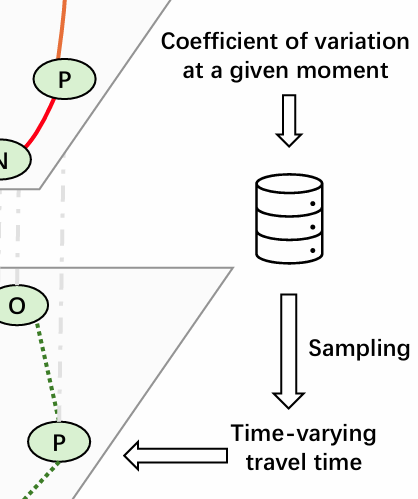 Coefficient of variation
at a given moment
P
N
O
Sampling
P
Time-varying
travel time